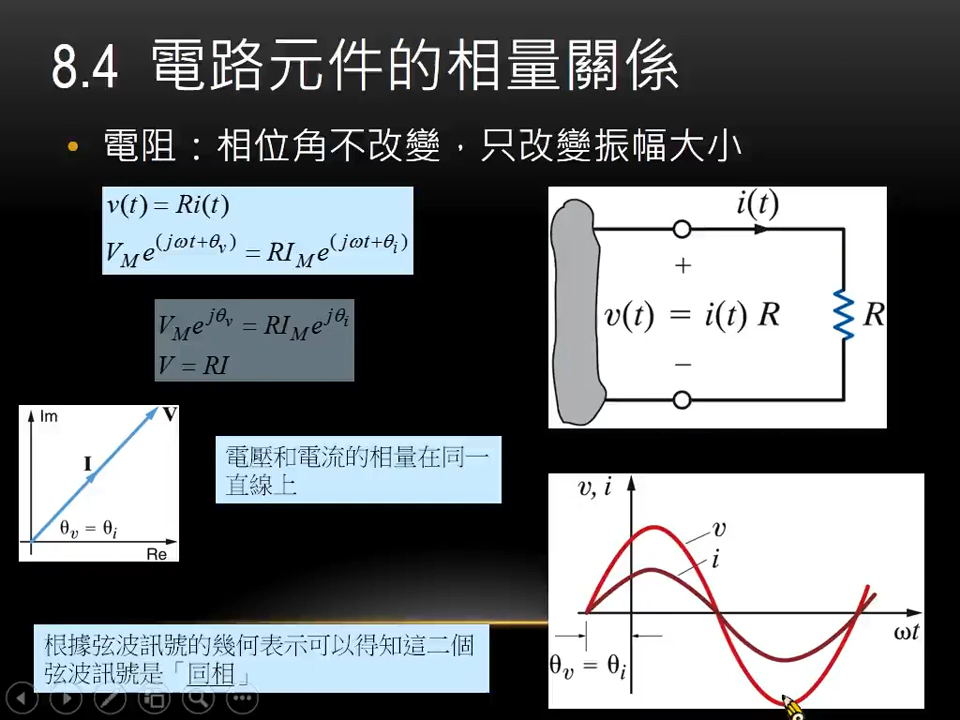 8.4 電路元件的相量關係
• 電阻：相位角不改變，只改變振幅大小
v(t) = Ri(t)
V_M e^(jωt+θ_v) = RI_M e^(jωt+θ_i)
V_M e^jθ_v = RI_M e^jθ_i
V = RI
i(t)
+
v(t) = i(t) R
R
−
Im
V
I
θ_v = θ_i
Re
電壓和電流的相量在同一
直線上
v, i
v
i
ωt
θ_v = θ_i
根據弦波訊號的幾何表示可以得知這二個
弦波訊號是「同相」